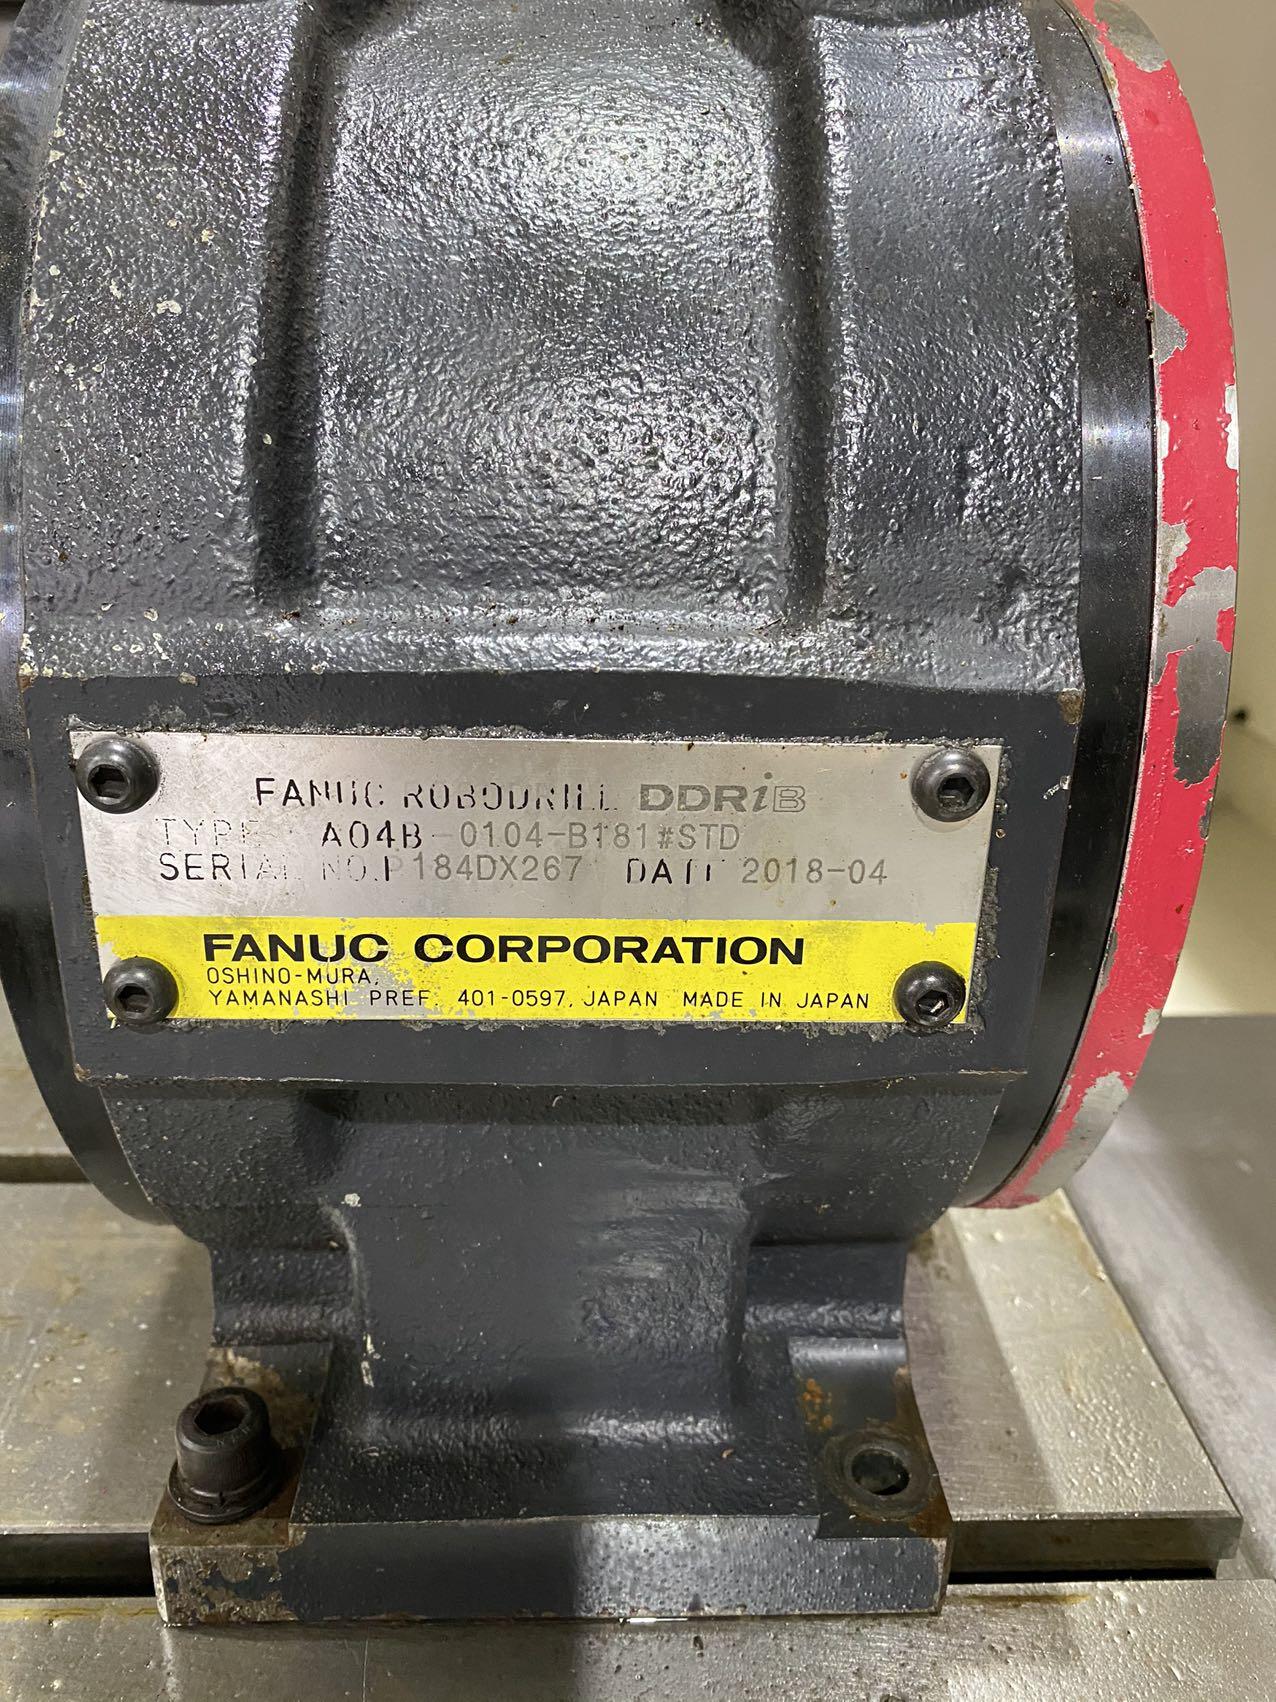 FANUC ROBODRILL DDRiB
TYPE A04B-0104-B181#STD
SERIAL NO.P184DX267 DATE 2018-04
FANUC CORPORATION
OSHINO-MURA,
YAMANASHI PREF. 401-0597, JAPAN MADE IN JAPAN